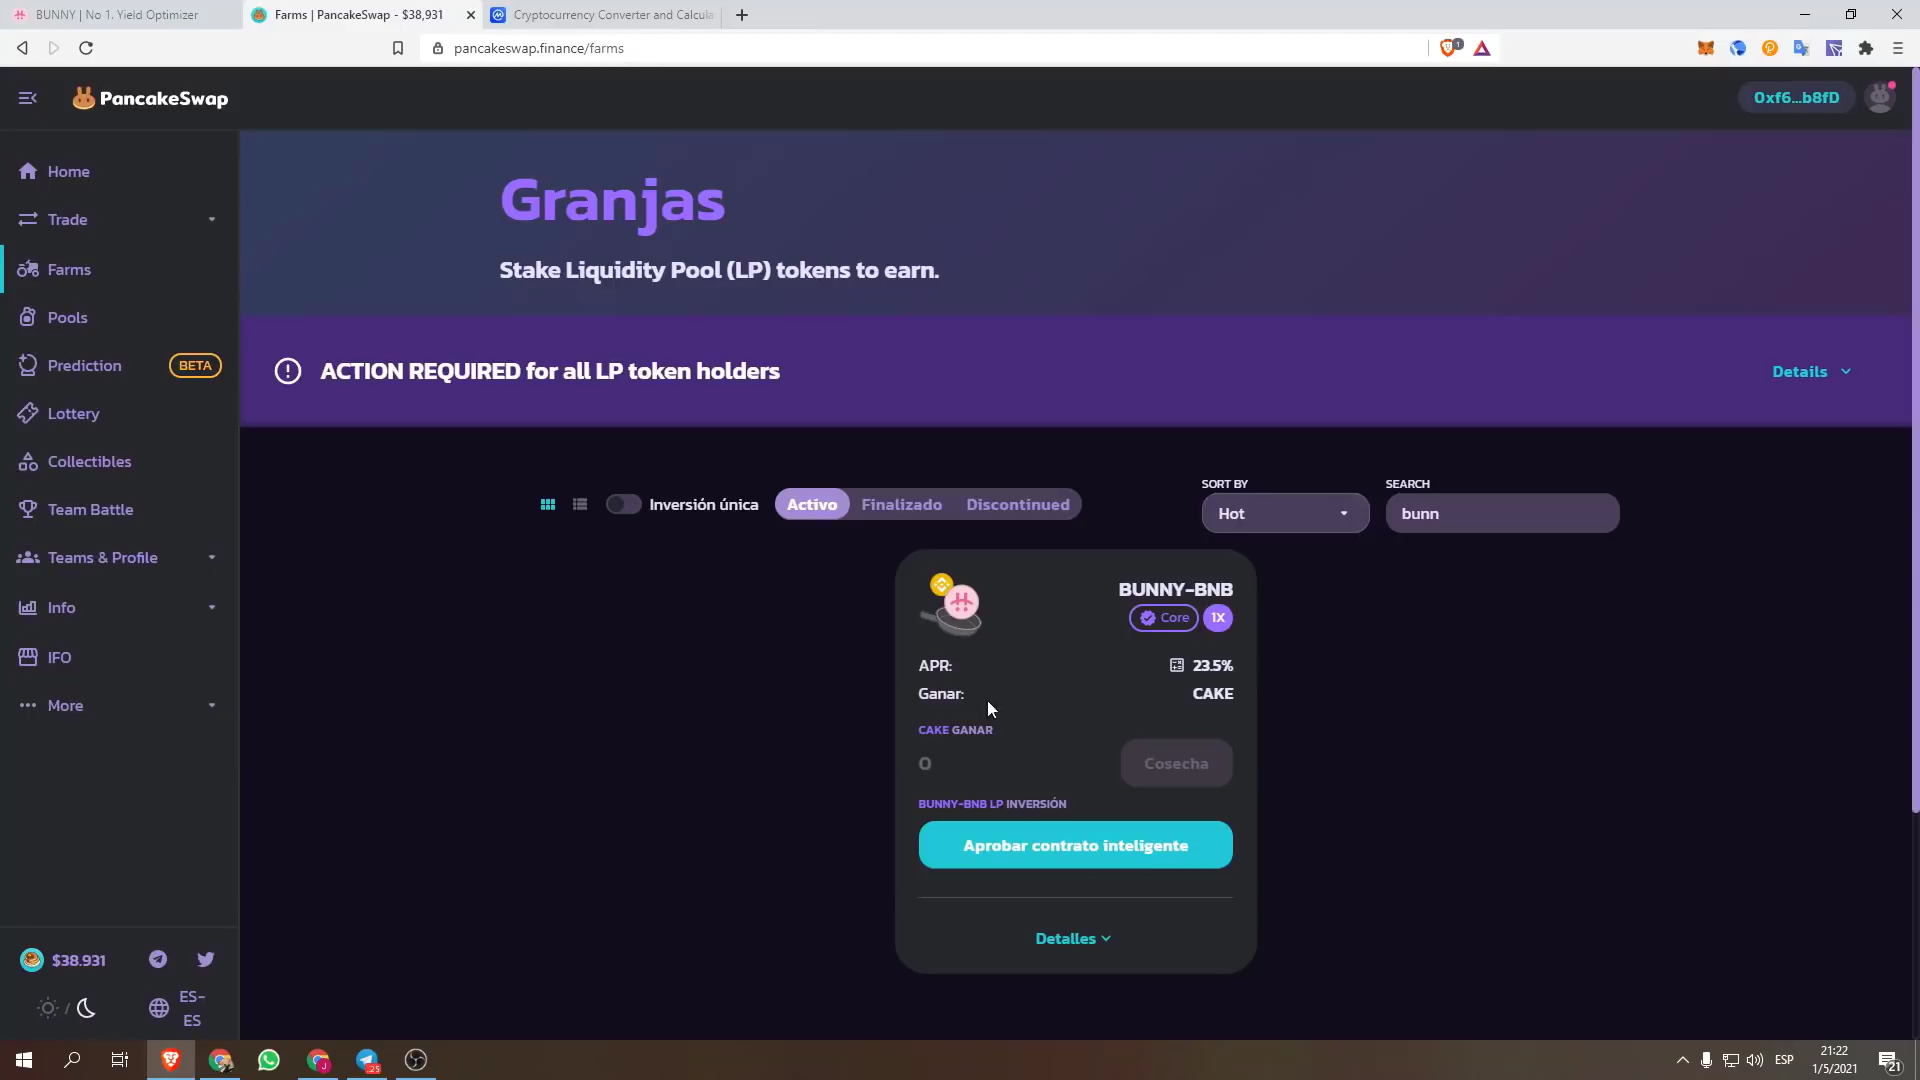 BUNNY | No 1. Yield Optimizer
Farms | PancakeSwap - $38,931
Cryptocurrency Converter and Calcula
pancakeswap.finance/farms
1
PancakeSwap
0xf6...b8fD
Home
Trade
Farms
Pools
Prediction
BETA
Lottery
Collectibles
Team Battle
Teams & Profile
Info
IFO
More
$38.931
ES-
ES
Granjas
Stake Liquidity Pool (LP) tokens to earn.
ACTION REQUIRED for all LP token holders
Details
Inversión única
Activo
Finalizado
Discontinued
SORT BY
Hot
SEARCH
bunn
BUNNY-BNB
Core
1X
APR:
23.5%
Ganar:
CAKE
CAKE GANAR
0
Cosecha
BUNNY-BNB LP INVERSIÓN
Aprobar contrato inteligente
Detalles
25
ESP
21:22
1/5/2021
21